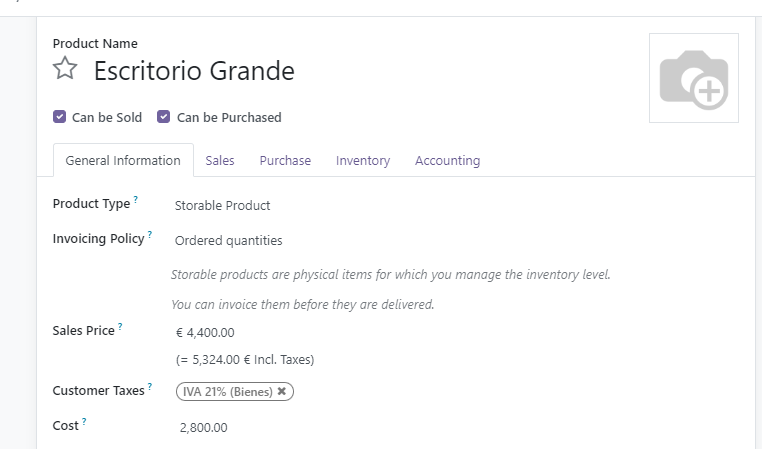 Product Name
Escritorio Grande
Can be Sold Can be Purchased
General Information Sales Purchase Inventory Accounting
Product Type ? Storable Product
Invoicing Policy ? Ordered quantities
Storable products are physical items for which you manage the inventory level.
You can invoice them before they are delivered.
Sales Price ? € 4,400.00
(= 5,324.00 € Incl. Taxes)
Customer Taxes ? IVA 21% (Bienes) ✖
Cost ? 2,800.00